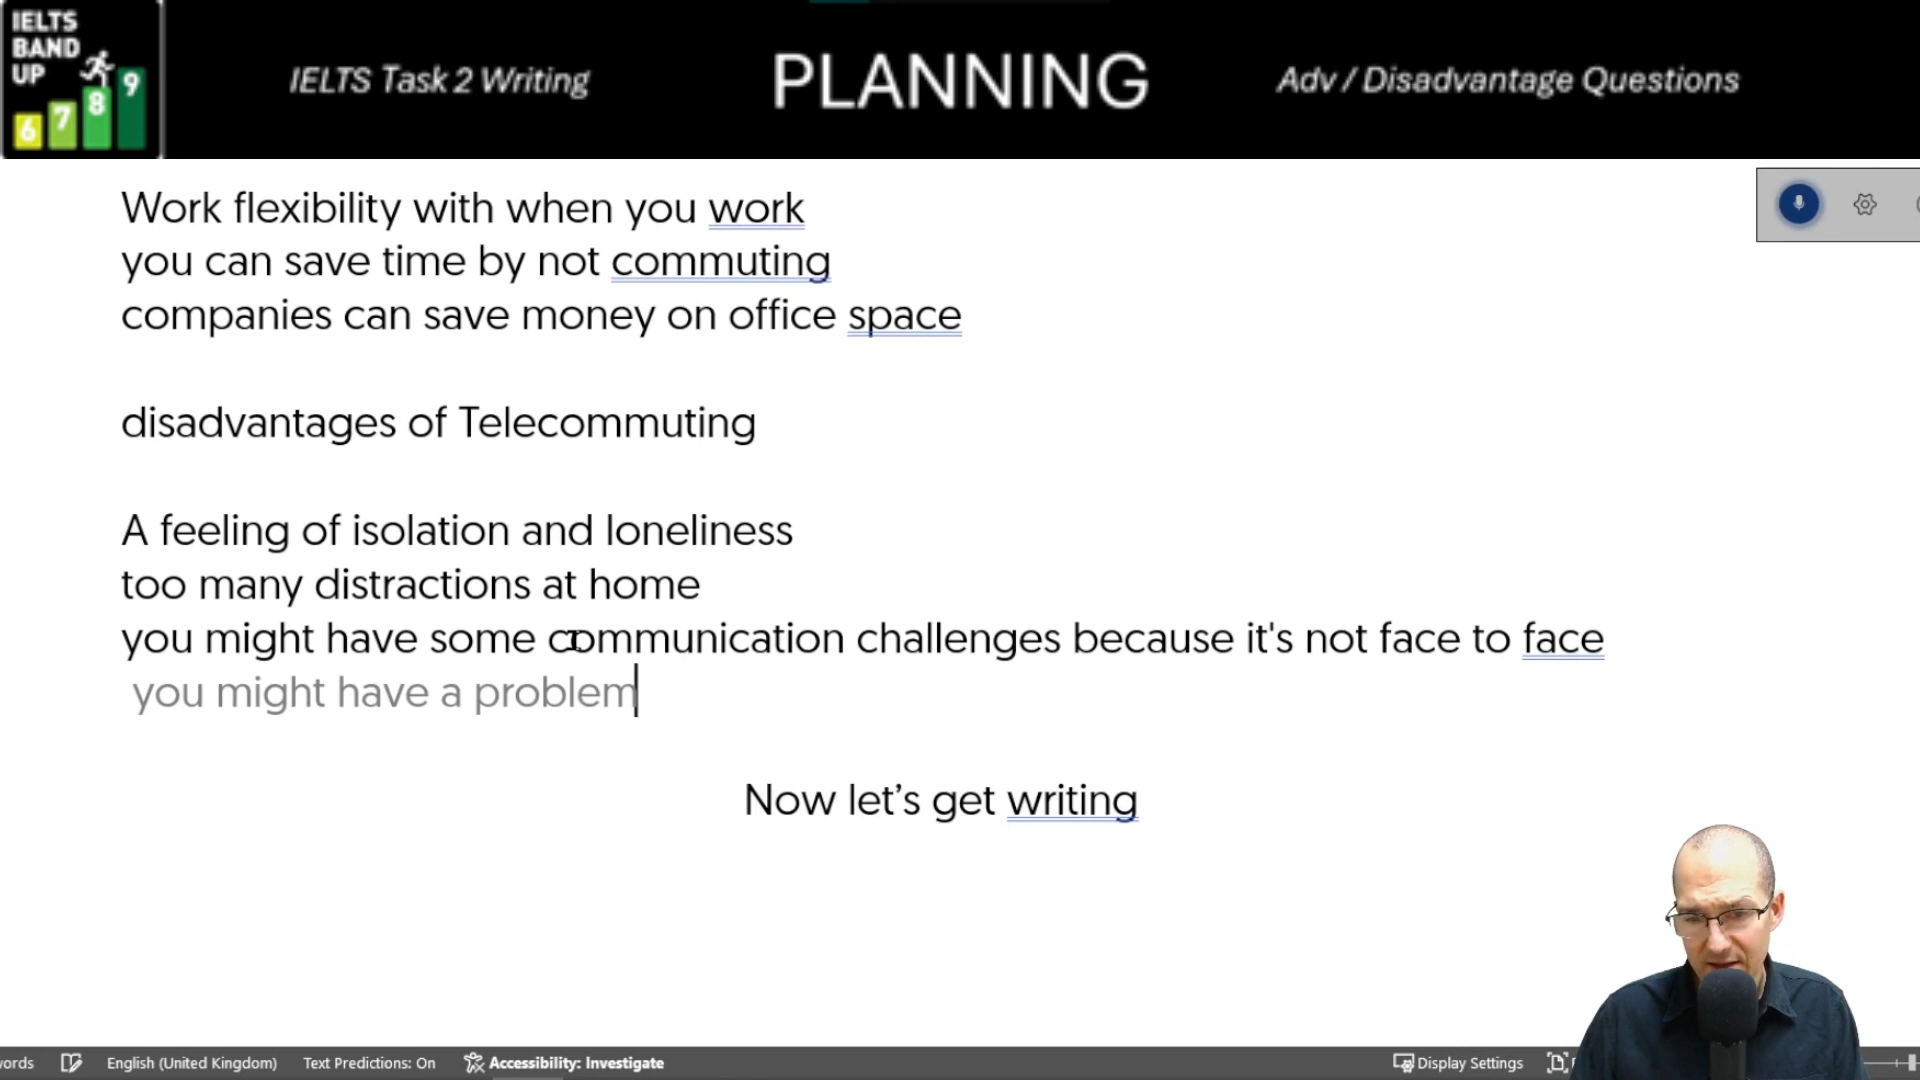 IELTS
BAND
UP
6 7 8 9
IELTS Task 2 Writing
PLANNING
Adv / Disadvantage Questions
Work flexibility with when you work
you can save time by not commuting
companies can save money on office space
disadvantages of Telecommuting
A feeling of isolation and loneliness
too many distractions at home
you might have some communication challenges because it's not face to face
you might have a problem
Now let’s get writing
English (United Kingdom)
Text Predictions: On
Accessibility: Investigate
Display Settings